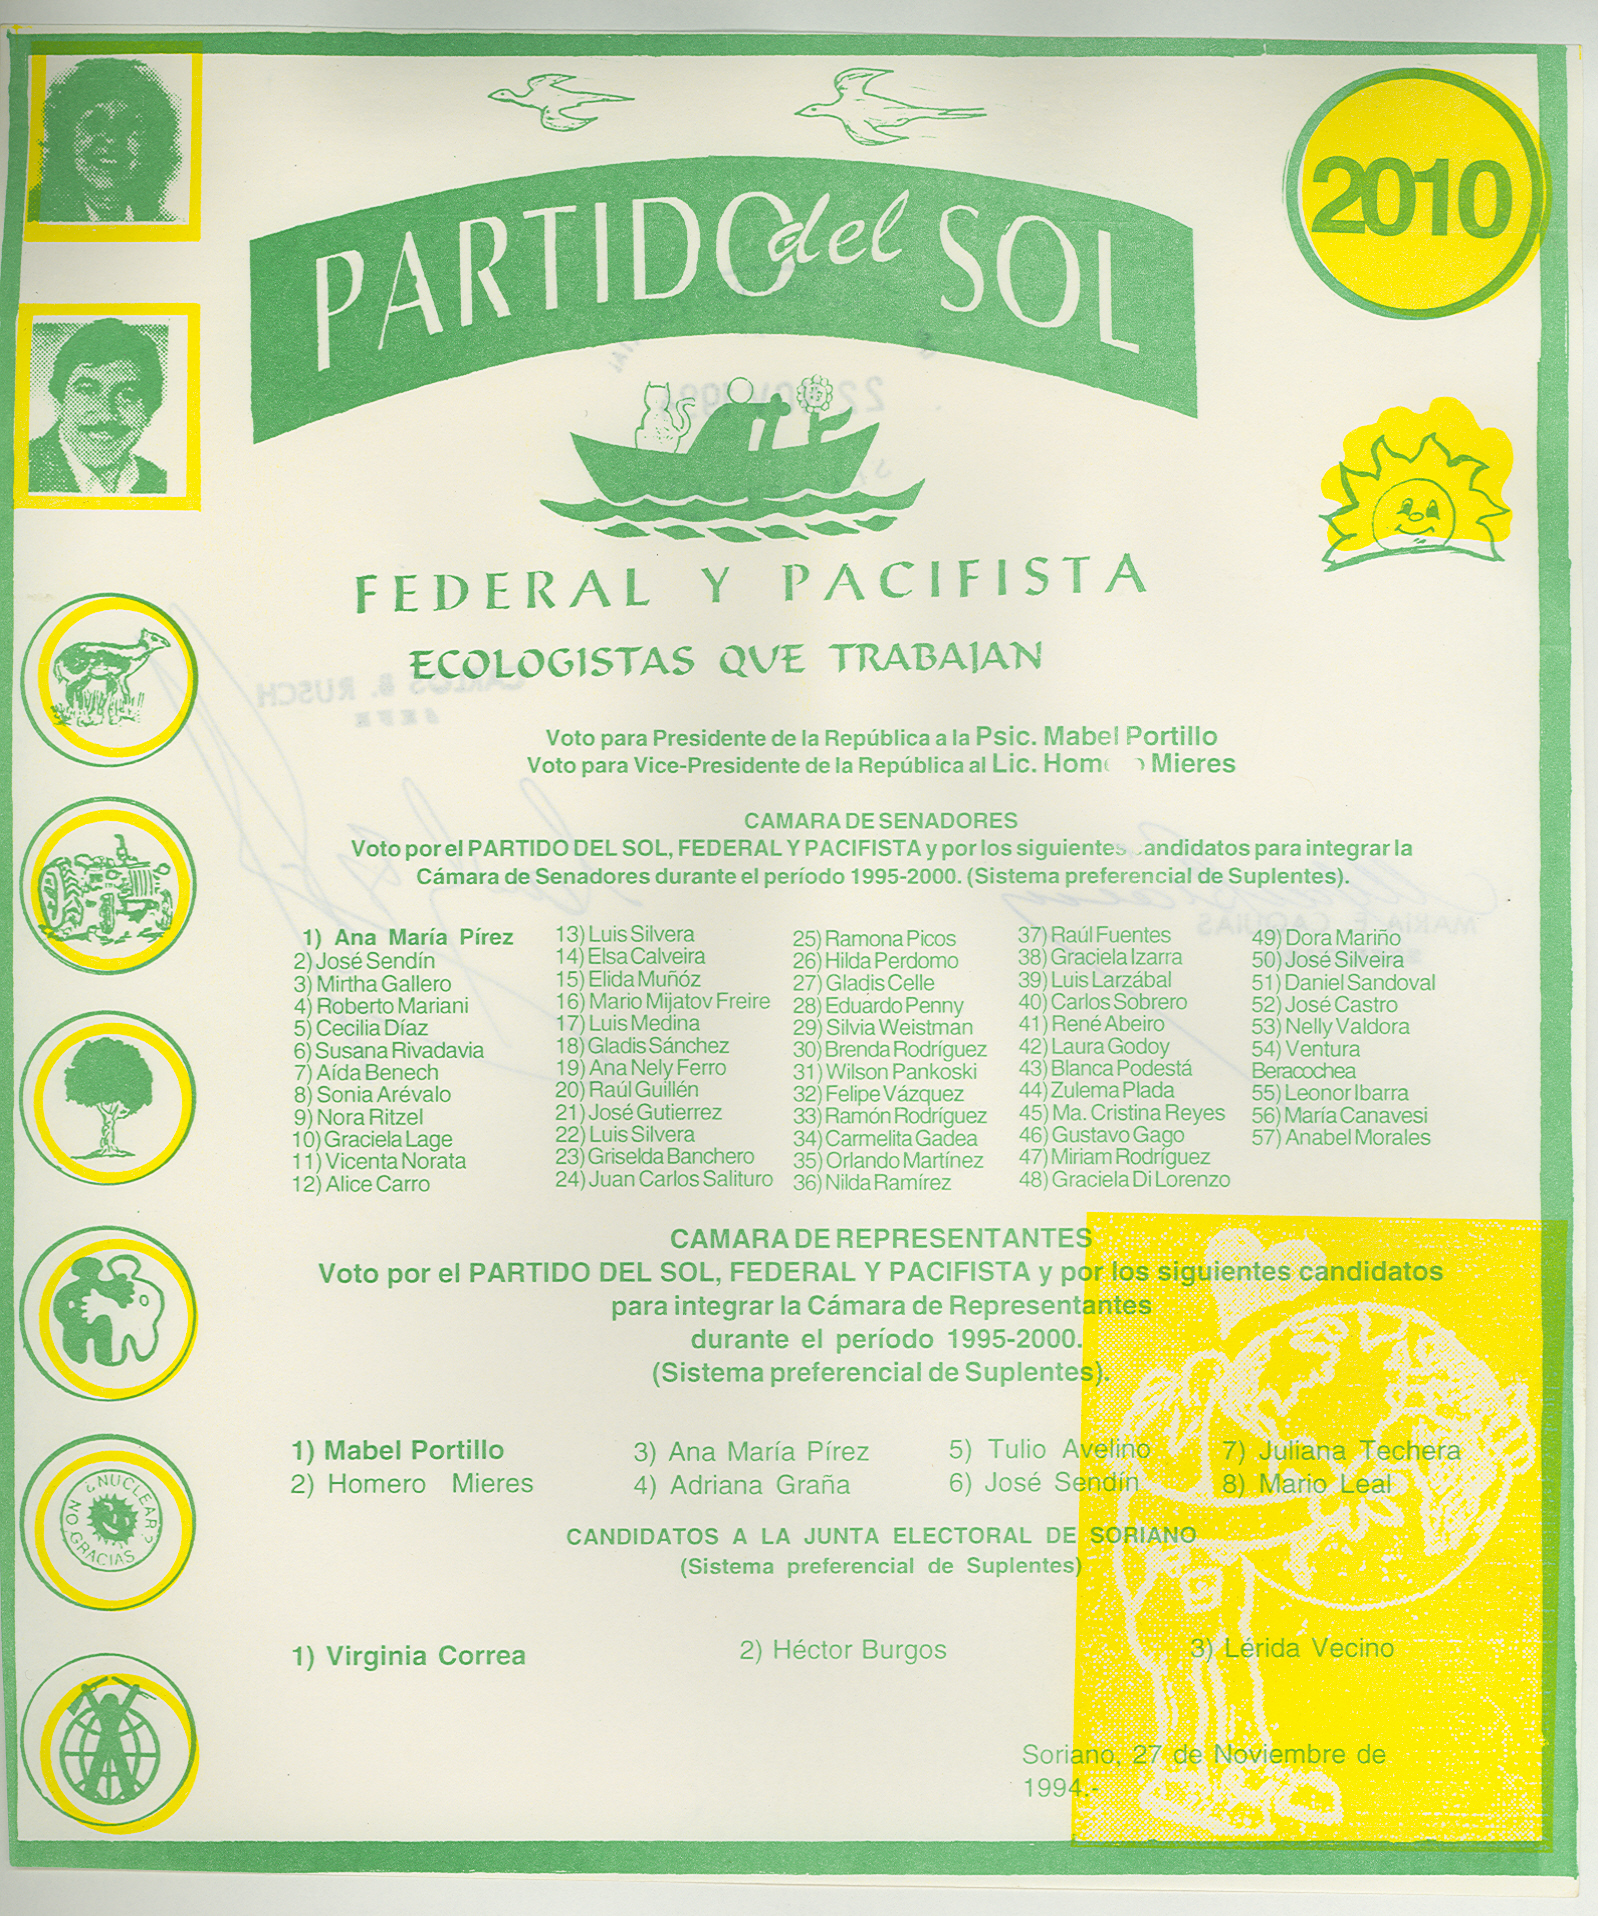 2010
PARTIDO del SOL
FEDERAL Y PACIFISTA
ECOLOGISTAS QUE TRABAJAN
CARLOS B. RUSCH
JEFE
Voto para Presidente de la República a la Psic. Mabel Portillo
Voto para Vice-Presidente de la República al Lic. Hom o Mieres
CAMARA DE SENADORES
Voto por el PARTIDO DEL SOL, FEDERAL Y PACIFISTA y por los siguientes candidatos para integrar la
Cámara de Senadores durante el período 1995-2000. (Sistema preferencial de Suplentes).
MARIA E. CAQUIAS
1) Ana María Pírez
2) José Sendín
3) Mirtha Gallero
4) Roberto Mariani
5) Cecilia Díaz
6) Susana Rivadavia
7) Aída Benech
8) Sonia Arévalo
9) Nora Ritzel
10) Graciela Lage
11) Vicenta Norata
12) Alice Carro
13) Luis Silvera
14) Elsa Calveira
15) Elida Muñóz
16) Mario Mijatov Freire
17) Luis Medina
18) Gladis Sánchez
19) Ana Nely Ferro
20) Raúl Guillén
21) José Gutierrez
22) Luis Silvera
23) Griselda Banchero
24) Juan Carlos Salituro
25) Ramona Picos
26) Hilda Perdomo
27) Gladis Celle
28) Eduardo Penny
29) Silvia Weistman
30) Brenda Rodríguez
31) Wilson Pankoski
32) Felipe Vázquez
33) Ramón Rodríguez
34) Carmelita Gadea
35) Orlando Martínez
36) Nilda Ramírez
37) Raúl Fuentes
38) Graciela Izarra
39) Luis Larzábal
40) Carlos Sobrero
41) René Abeiro
42) Laura Godoy
43) Blanca Podestá
44) Zulema Plada
45) Ma. Cristina Reyes
46) Gustavo Gago
47) Miriam Rodríguez
48) Graciela Di Lorenzo
49) Dora Mariño
50) José Silveira
51) Daniel Sandoval
52) José Castro
53) Nelly Valdora
54) Ventura
Beracochea
55) Leonor Ibarra
56) María Canavesi
57) Anabel Morales
CAMARA DE REPRESENTANTES
Voto por el PARTIDO DEL SOL, FEDERAL Y PACIFISTA y por los siguientes candidatos
para integrar la Cámara de Representantes
durante el período 1995-2000.
(Sistema preferencial de Suplentes).
1) Mabel Portillo
2) Homero Mieres
3) Ana María Pírez
4) Adriana Graña
5) Tulio Avelino
6) José Sendín
7) Juliana Techera
8) Mario Leal
¿NUCLEAR?
NO, GRACIAS
CANDIDATOS A LA JUNTA ELECTORAL DE SORIANO
(Sistema preferencial de Suplentes)
1) Virginia Correa
2) Héctor Burgos
3) Lérida Vecino
Soriano, 27 de Noviembre de
1994.-